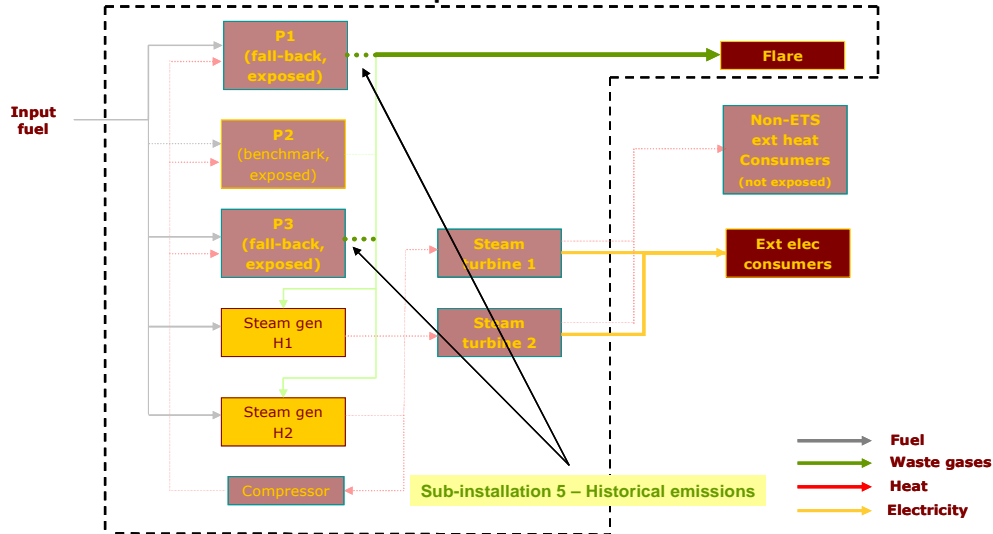 P1
(fall-back,
exposed)
Flare
Input
fuel
P2
(benchmark,
exposed)
Non-ETS
ext heat
Consumers
(not exposed)
P3
(fall-back,
exposed)
Steam
turbine 1
Ext elec
consumers
Steam gen
H1
Steam
turbine 2
Steam gen
H2
Fuel
Waste gases
Heat
Electricity
Compressor
Sub-installation 5 – Historical emissions